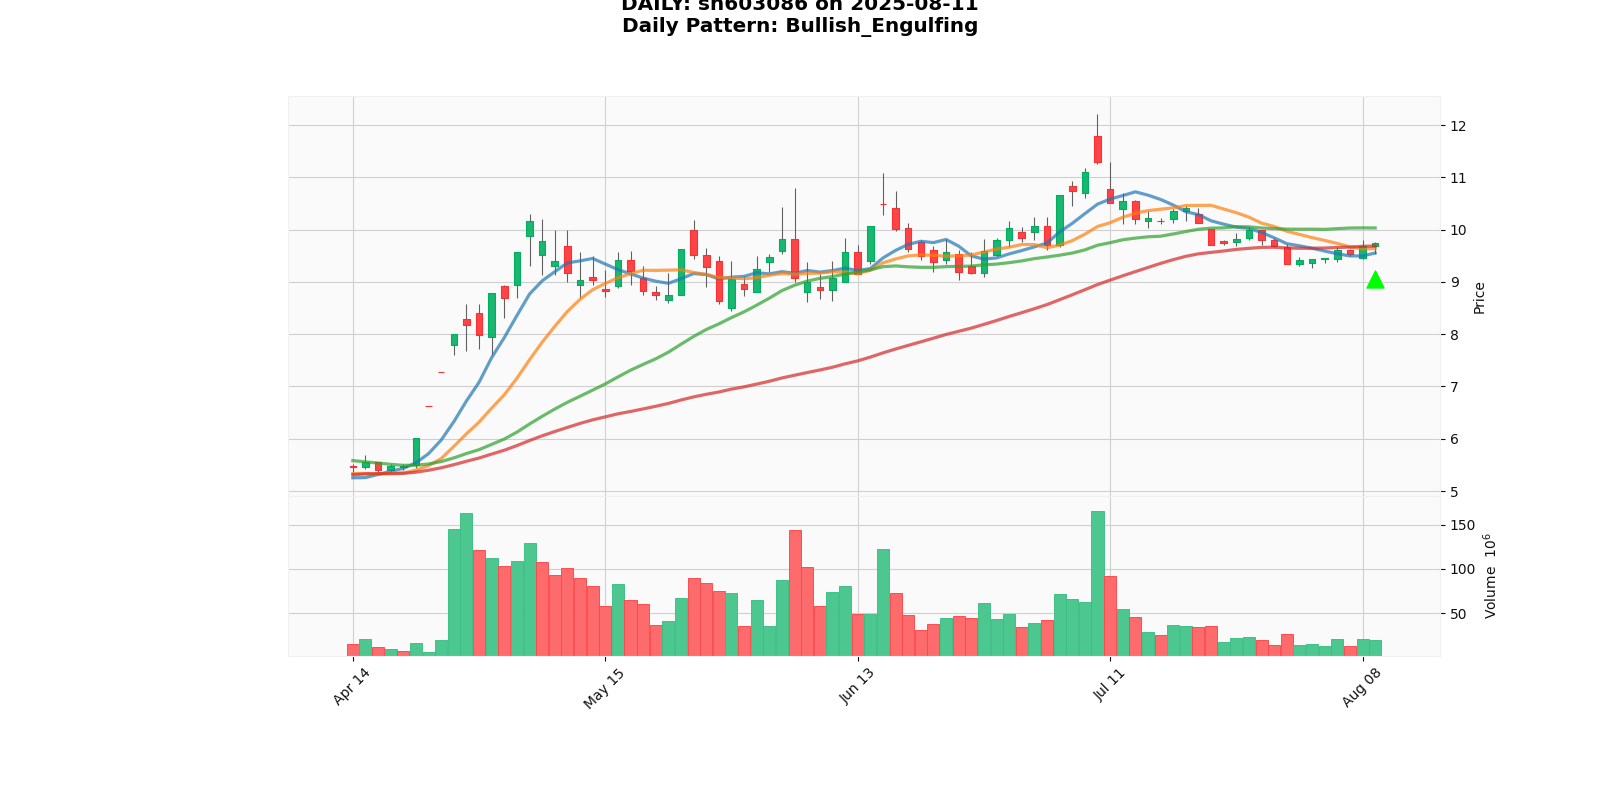 DAILY: sh603086 on 2025-08-11
Daily Pattern: Bullish_Engulfing
12
11
10
9
8
7
6
5
Price
150
100
50
Volume 10^6
Apr 14
May 15
Jun 13
Jul 11
Aug 08